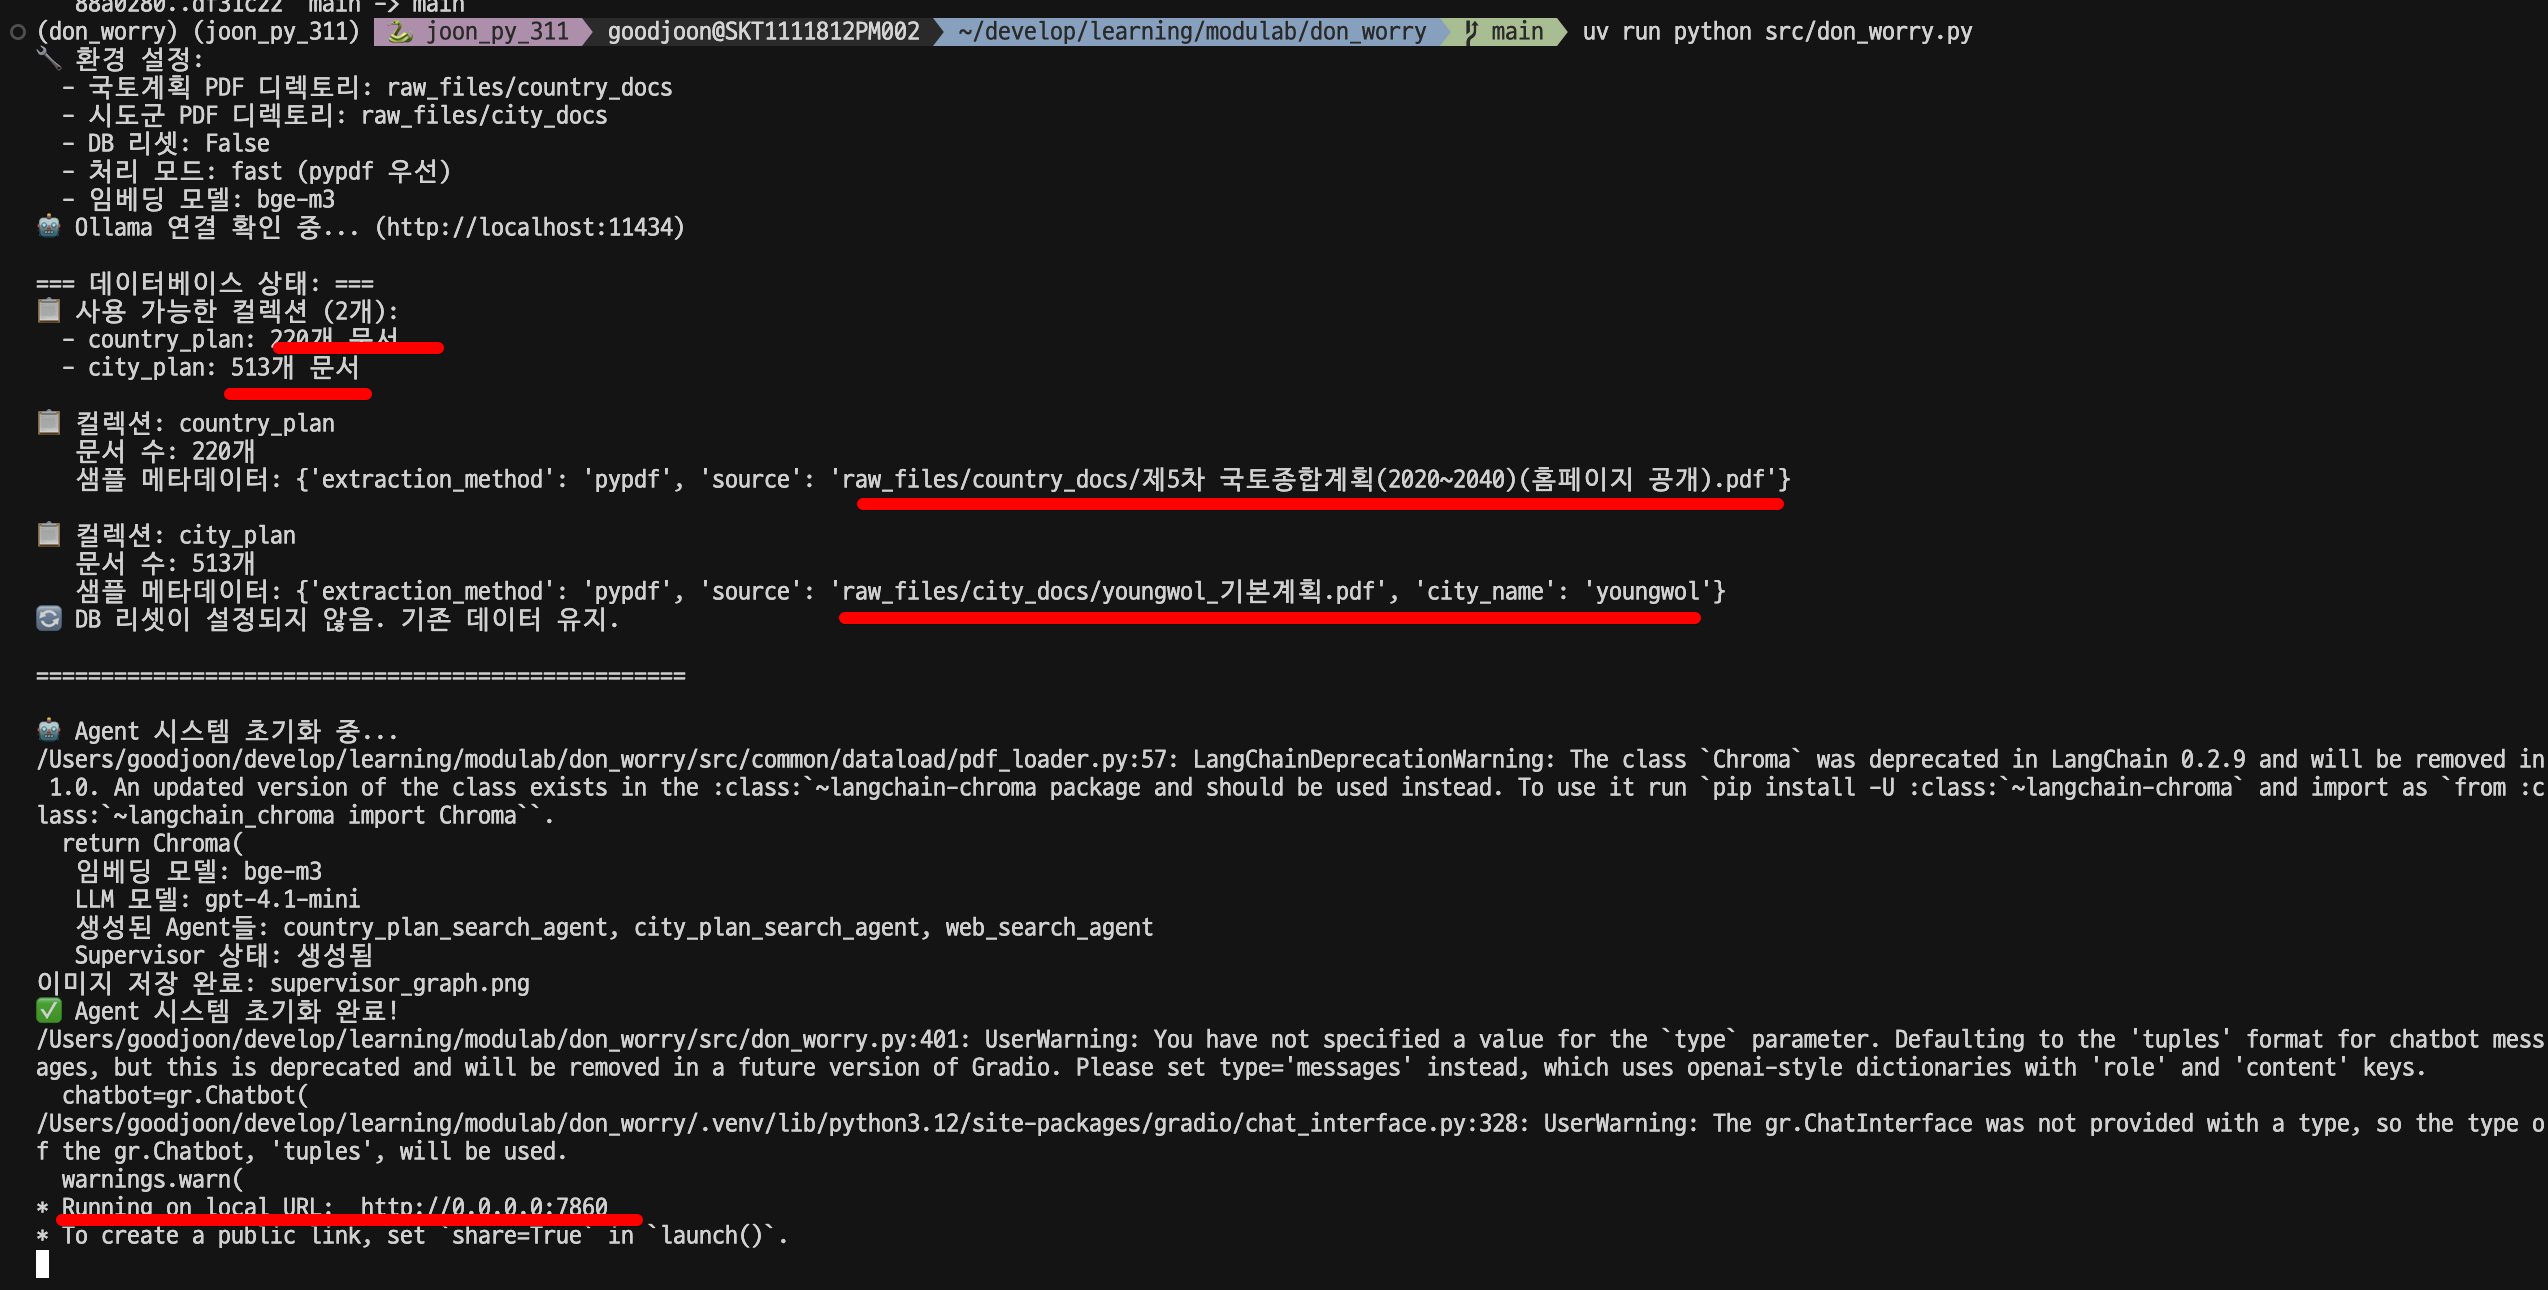 88a0280..df31c22  main -> main
(don_worry) (joon_py_311) joon_py_311 goodjoon@SKT1111812PM002 ~/develop/learning/modulab/don_worry main uv run python src/don_worry.py
환경 설정:
- 국토계획 PDF 디렉토리: raw_files/country_docs
- 시도군 PDF 디렉토리: raw_files/city_docs
- DB 리셋: False
- 처리 모드: fast (pypdf 우선)
- 임베딩 모델: bge-m3
Ollama 연결 확인 중... (http://localhost:11434)
=== 데이터베이스 상태: ===
사용 가능한 컬렉션 (2개):
- country_plan: 220개 문서
- city_plan: 513개 문서
컬렉션: country_plan
문서 수: 220개
샘플 메타데이터: {'extraction_method': 'pypdf', 'source': 'raw_files/country_docs/제5차 국토종합계획(2020~2040)(홈페이지 공개).pdf'}
컬렉션: city_plan
문서 수: 513개
샘플 메타데이터: {'extraction_method': 'pypdf', 'source': 'raw_files/city_docs/youngwol_기본계획.pdf', 'city_name': 'youngwol'}
DB 리셋이 설정되지 않음. 기존 데이터 유지.
==================================================
Agent 시스템 초기화 중...
/Users/goodjoon/develop/learning/modulab/don_worry/src/common/dataload/pdf_loader.py:57: LangChainDeprecationWarning: The class `Chroma` was deprecated in LangChain 0.2.9 and will be removed in
1.0. An updated version of the class exists in the :class:`~langchain-chroma package and should be used instead. To use it run `pip install -U :class:`~langchain-chroma` and import as `from :c
lass:`~langchain_chroma import Chroma``.
return Chroma(
임베딩 모델: bge-m3
LLM 모델: gpt-4.1-mini
생성된 Agent들: country_plan_search_agent, city_plan_search_agent, web_search_agent
Supervisor 상태: 생성됨
이미지 저장 완료: supervisor_graph.png
Agent 시스템 초기화 완료!
/Users/goodjoon/develop/learning/modulab/don_worry/src/don_worry.py:401: UserWarning: You have not specified a value for the `type` parameter. Defaulting to the 'tuples' format for chatbot mess
ages, but this is deprecated and will be removed in a future version of Gradio. Please set type='messages' instead, which uses openai-style dictionaries with 'role' and 'content' keys.
chatbot=gr.Chatbot(
/Users/goodjoon/develop/learning/modulab/don_worry/.venv/lib/python3.12/site-packages/gradio/chat_interface.py:328: UserWarning: The gr.ChatInterface was not provided with a type, so the type o
f the gr.Chatbot, 'tuples', will be used.
warnings.warn(
* Running on local URL:  http://0.0.0.0:7860
* To create a public link, set `share=True` in `launch()`.